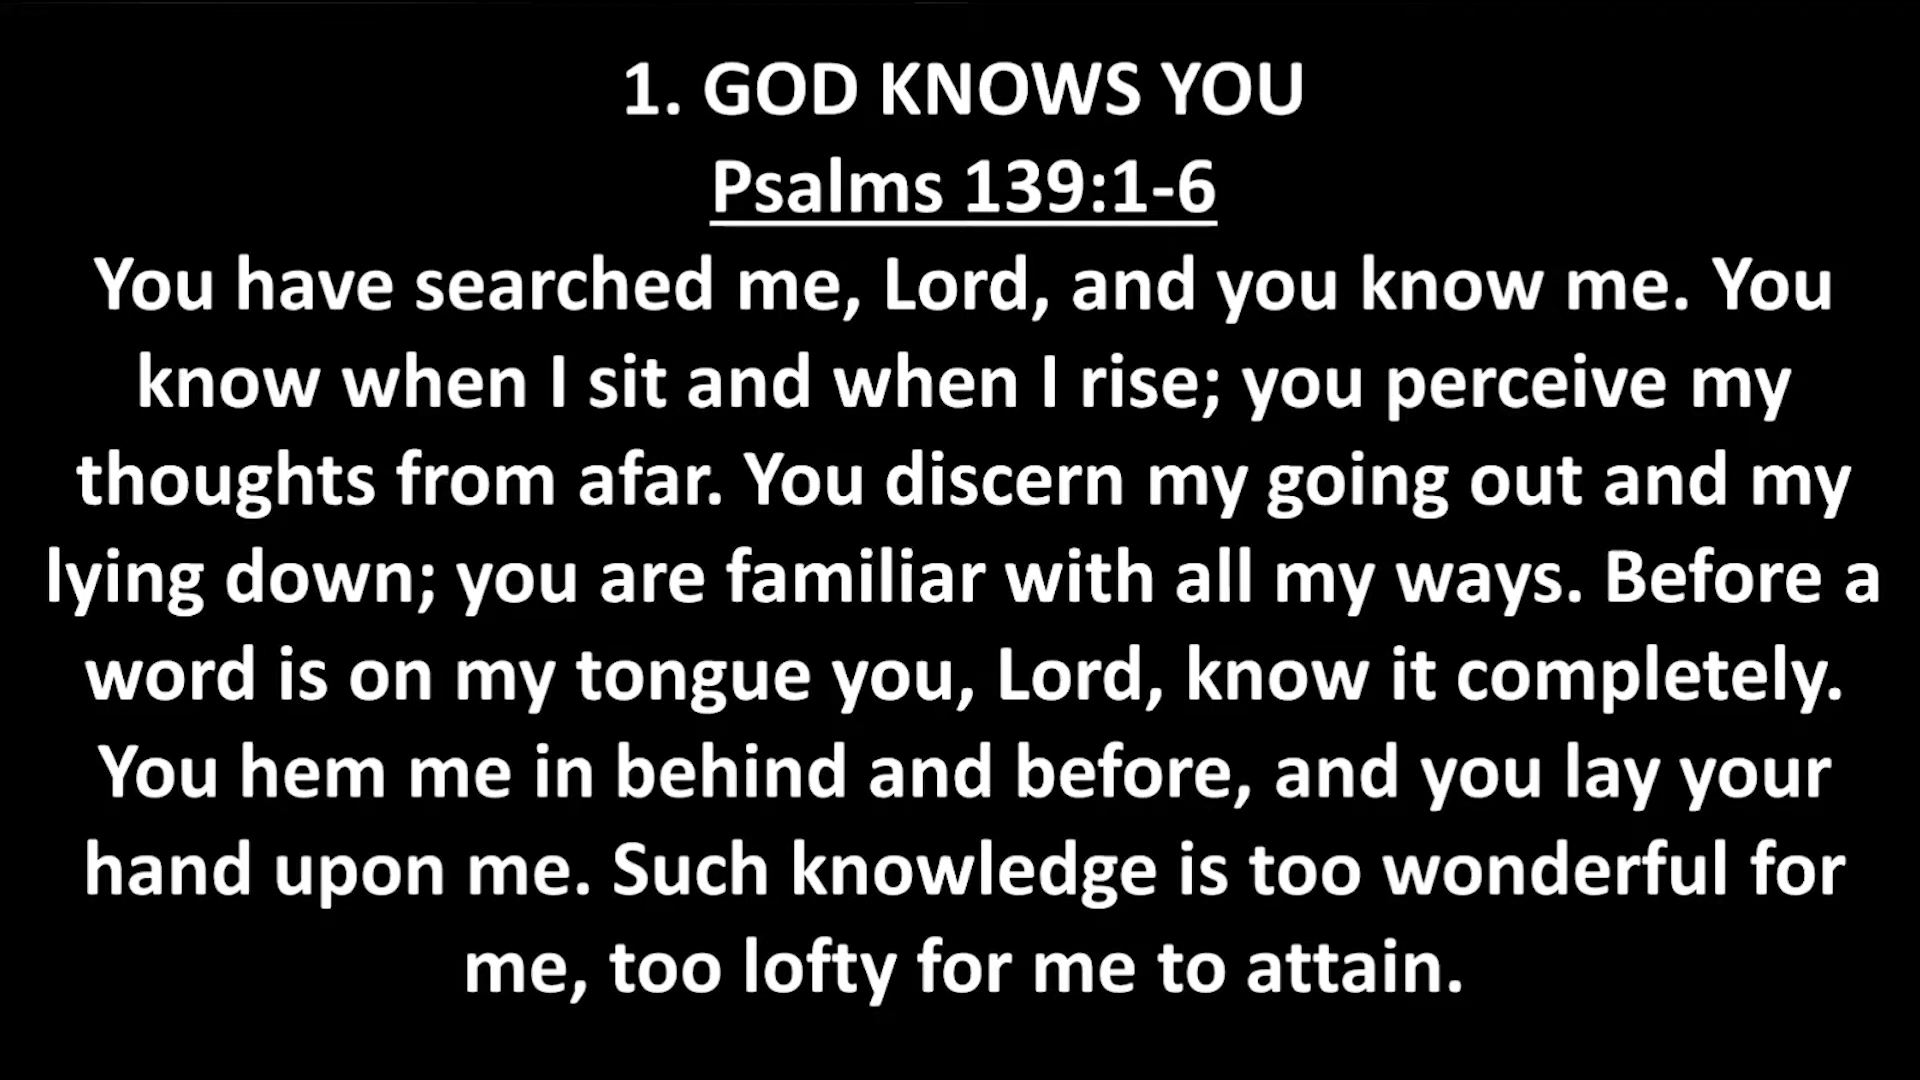 1. GOD KNOWS YOU
Psalms 139:1-6
You have searched me, Lord, and you know me. You
know when I sit and when I rise; you perceive my
thoughts from afar. You discern my going out and my
lying down; you are familiar with all my ways. Before a
word is on my tongue you, Lord, know it completely.
You hem me in behind and before, and you lay your
hand upon me. Such knowledge is too wonderful for
me, too lofty for me to attain.